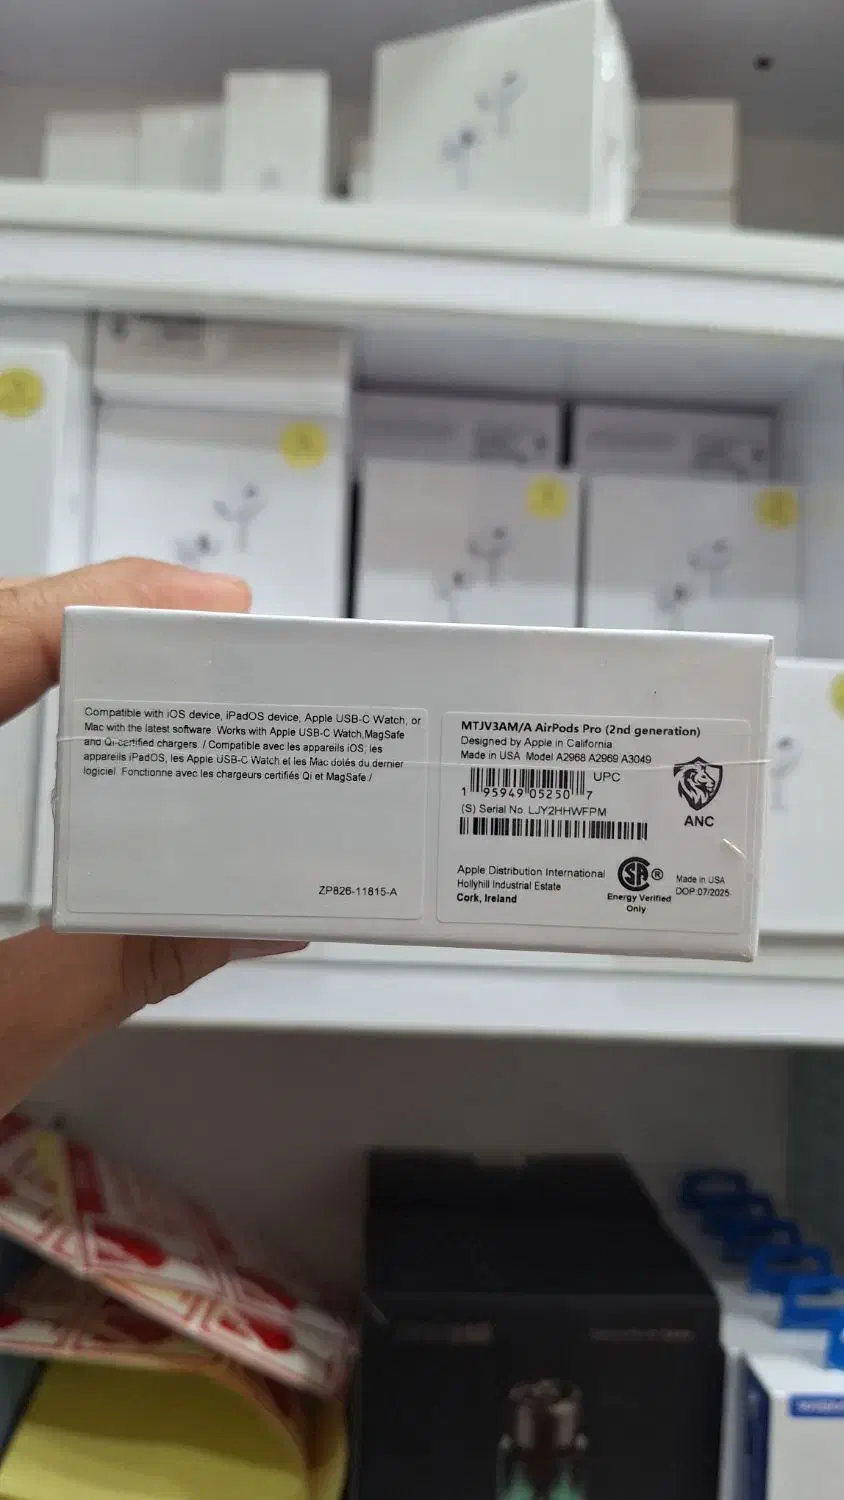 Compatible with iOS device, iPadOS device, Apple USB-C Watch, or
Mac with the latest software. Works with Apple USB-C Watch,MagSafe
and Qi-certified chargers. / Compatible avec les appareils iOS, les
appareils iPadOS, les Apple USB-C Watch et les Mac dotés du dernier
logiciel. Fonctionne avec les chargeurs certifiés Qi et MagSafe./
ZP826-11815-A
MTJV3AM/A AirPods Pro (2nd generation)
Designed by Apple in California
Made in USA Model A2968 A2969 A3049
UPC
1 95949 05250 7
(S) Serial No. LJY2HHWFPM
ANC
Apple Distribution International
Hollyhill Industrial Estate
Cork, Ireland
SA ®
Energy Verified
Only
Made in USA
DOP:07/2025